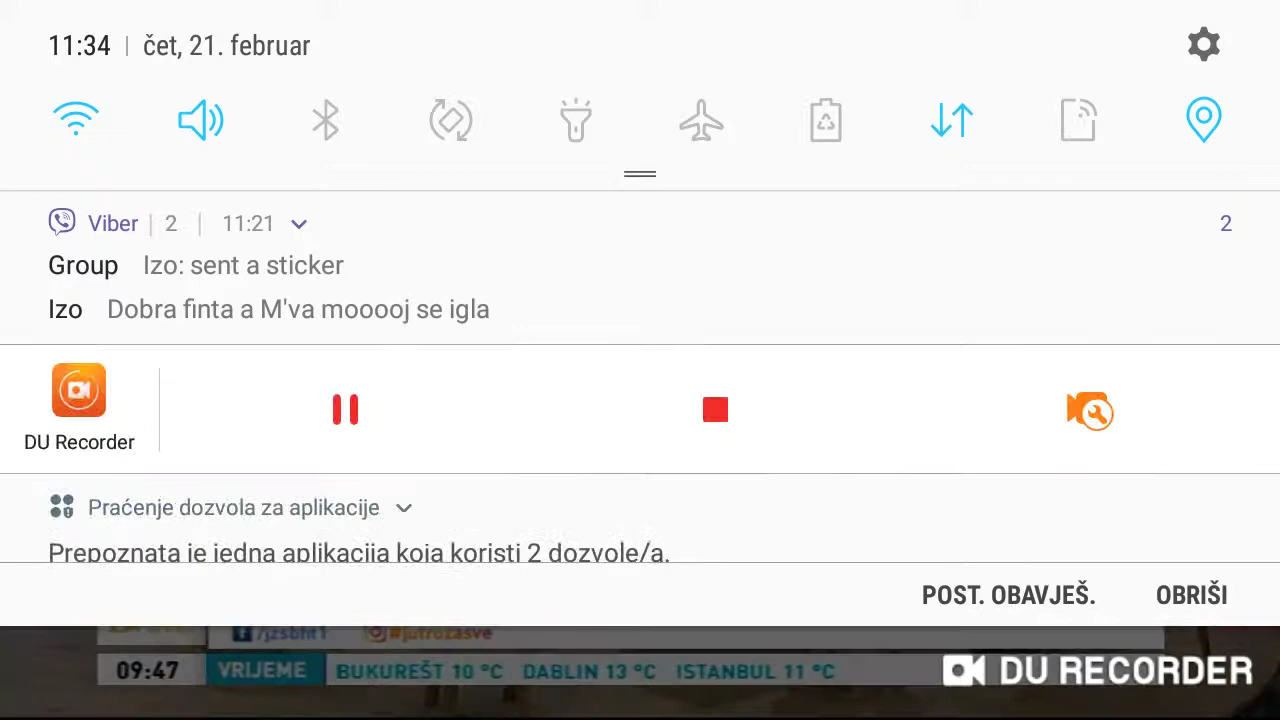 11:34 | čet, 21. februar
Viber | 2 | 11:21
2
Group Izo: sent a sticker
Izo Dobra finta a M'va mooooj se igla
DU Recorder
Praćenje dozvola za aplikacije
Prepoznata je jedna aplikacija koja koristi 2 dozvole/a.
POST. OBAVJEŠ. OBRIŠI
/jzsbht1 #jutrozasve
09:47 VRIJEME BUKUREŠT 10 °C DABLIN 13 °C ISTANBUL 11 °C
DU RECORDER